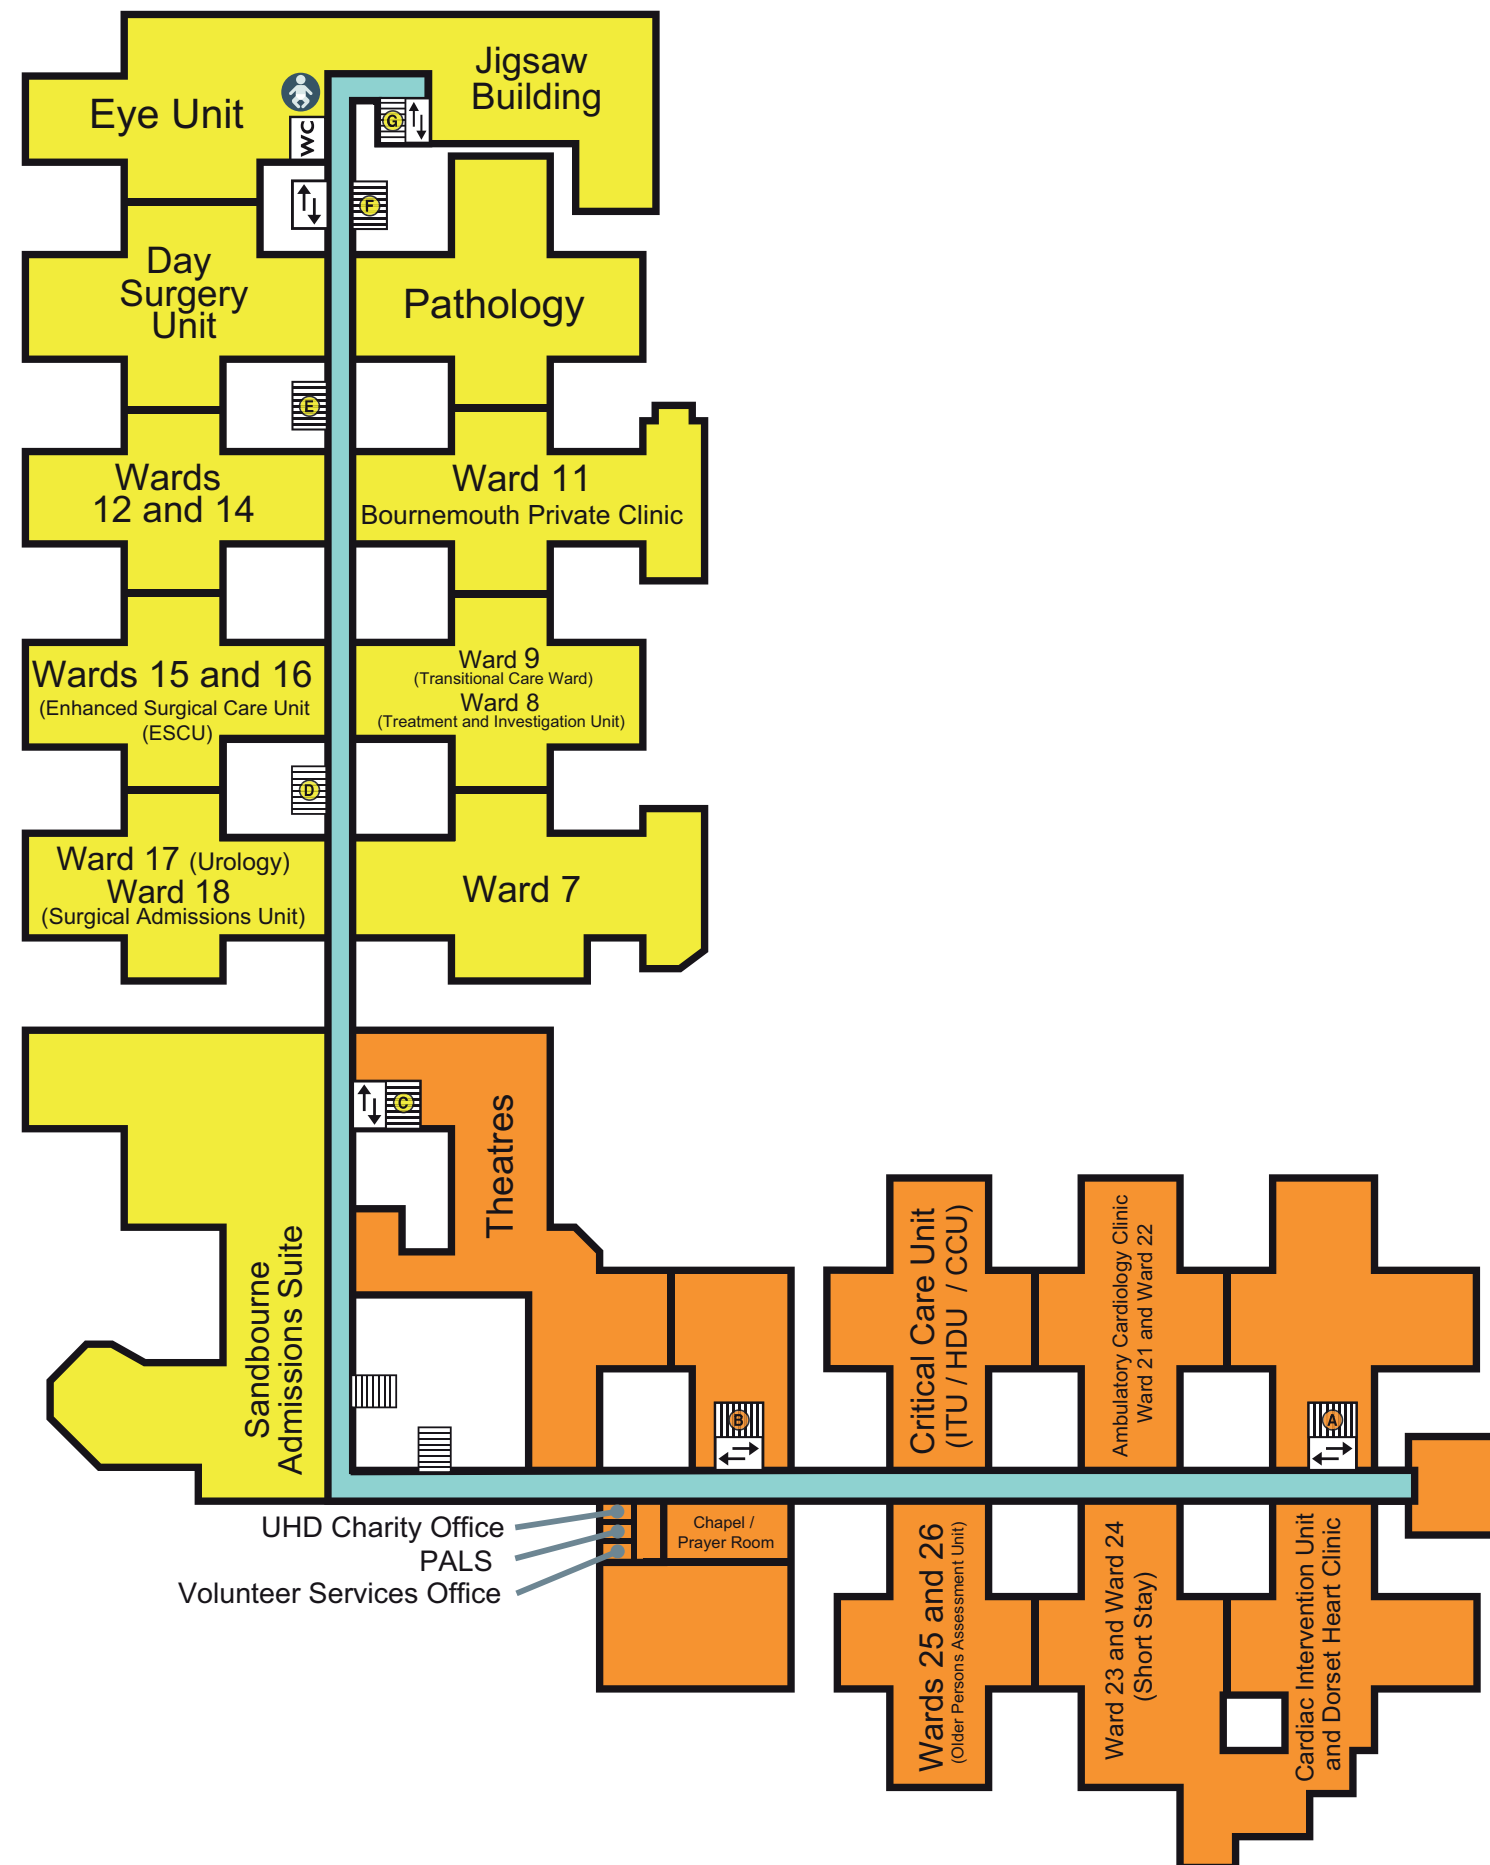 Jigsaw
Building
Eye Unit
WC
G
F
Day
Surgery
Unit
Pathology
E
Wards
12 and 14
Ward 11
Bournemouth Private Clinic
Wards 15 and 16
(Enhanced Surgical Care Unit
(ESCU)
Ward 9
(Transitional Care Ward)
Ward 8
(Treatment and Investigation Unit)
D
Ward 17 (Urology)
Ward 18
(Surgical Admissions Unit)
Ward 7
C
Theatres
Sandbourne
Admissions Suite
Critical Care Unit
(ITU / HDU / CCU)
Ambulatory Cardiology Clinic
Ward 21 and Ward 22
B
A
UHD Charity Office
PALS
Volunteer Services Office
Chapel /
Prayer Room
Wards 25 and 26
(Older Persons Assessment Unit)
Ward 23 and Ward 24
(Short Stay)
Cardiac Intervention Unit
and Dorset Heart Clinic